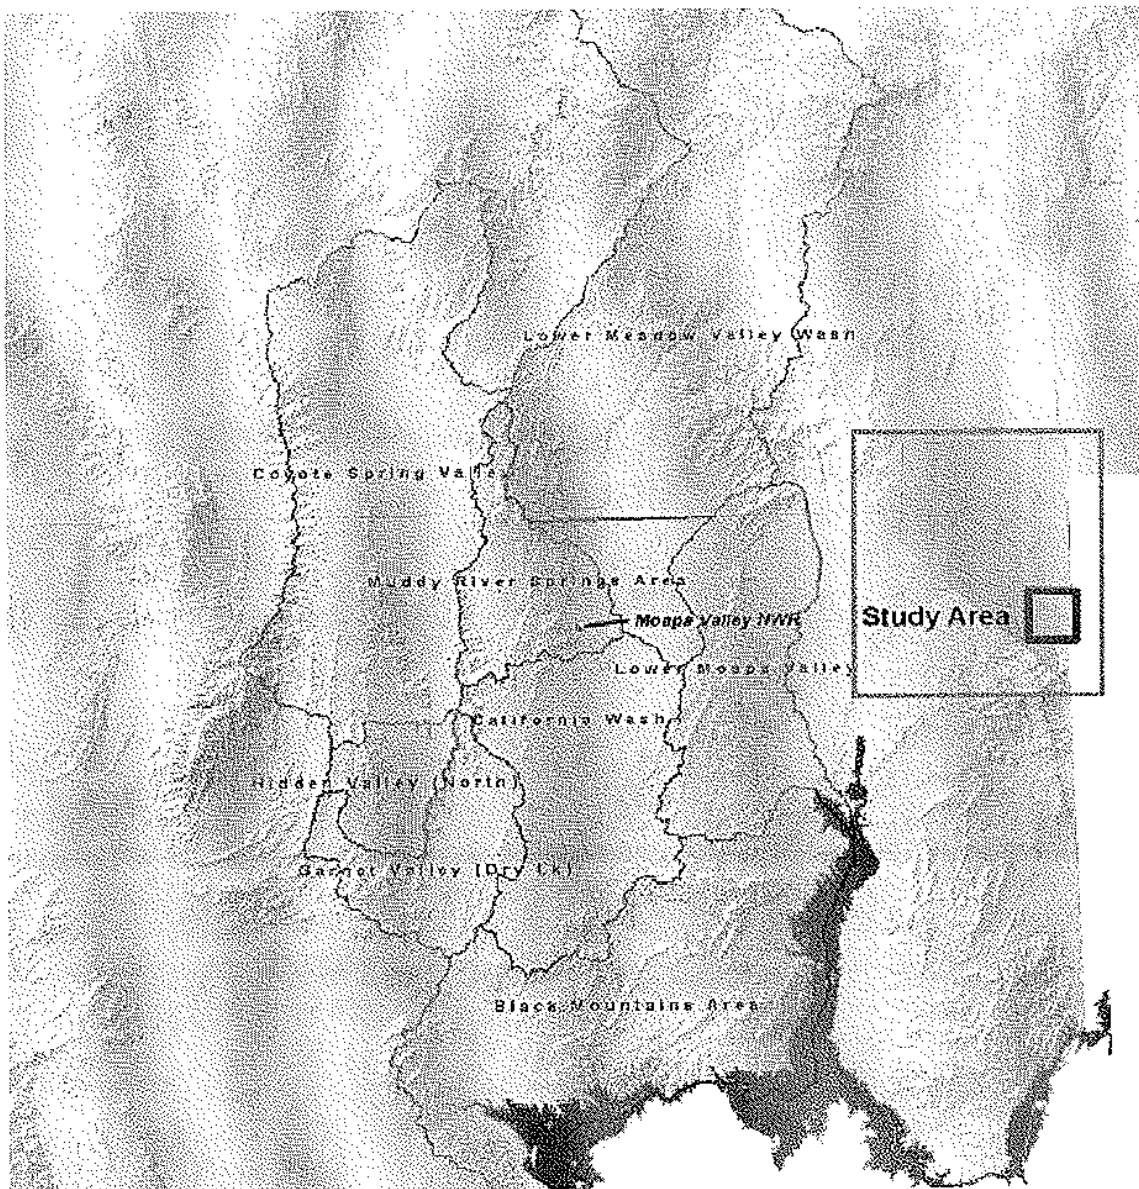 Lower Meadow Valley Wash
Coyote Spring Valley
Muddy River Springs Area
Moapa Valley NWR
Study Area
Lower Moapa Valley
California Wash
Hidden Valley (North)
Garnet Valley (Dry Lk)
Black Mountains Area